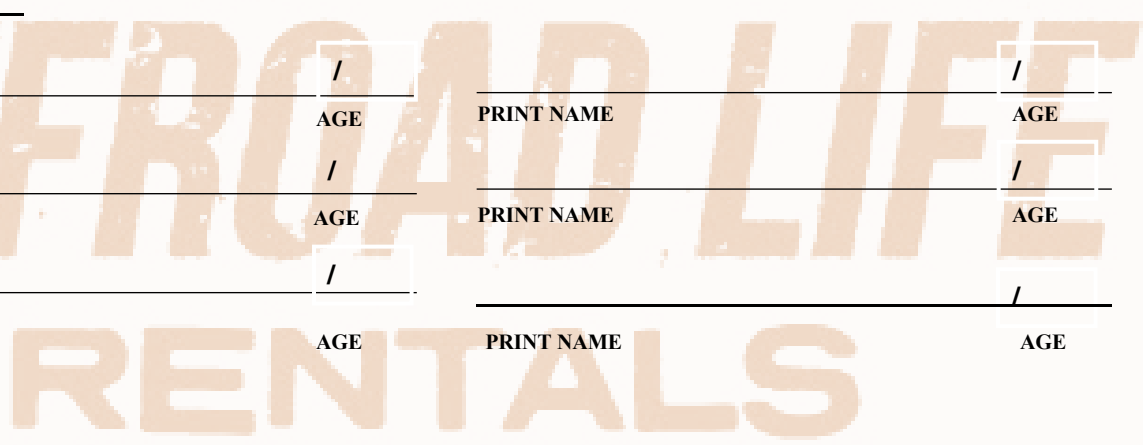 FROAD LIFE
/ /
AGE PRINT NAME AGE
/ /
AGE PRINT NAME AGE
/ /
AGE PRINT NAME AGE
RENTALS